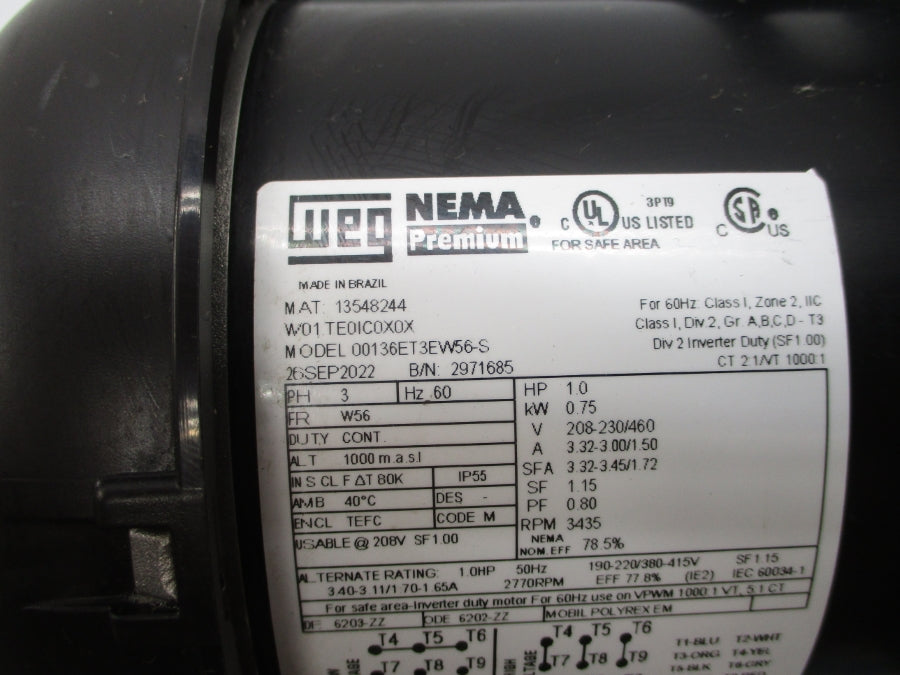 WEG NEMA Premium ® C UL US LISTED 3PT9 C SA ® US
FOR SAFE AREA
MADE IN BRAZIL
MAT: 13548244
W01.TE0IC0X0X
MODEL 00136ET3EW56-S
26SEP2022 B/N: 2971685
For 60Hz: Class I, Zone 2, IIC
Class I, Div.2, Gr. A,B,C,D - T3
Div 2 Inverter Duty (SF1.00)
CT 2:1/VT 1000:1
PH 3 Hz 60
FR W56
DUTY CONT.
ALT 1000 m.a.s.l
INS CL F ΔT 80K IP55
AMB 40°C DES -
ENCL TEFC CODE M
USABLE @ 208V SF1.00
HP 1.0
kW 0.75
V 208-230/460
A 3.32-3.00/1.50
SFA 3.32-3.45/1.72
SF 1.15
PF 0.80
RPM 3435
NEMA NOM.EFF 78.5%
ALTERNATE RATING: 1.0HP 50Hz 190-220/380-415V SF1.15
3.40-3.11/1.70-1.65A 2770RPM EFF 77.8% (IE2) IEC 60034-1
For safe area-Inverter duty motor For 60Hz use on VPWM 1000:1 VT, 5:1 CT
DE 6203-ZZ ODE 6202-ZZ MOBIL POLYREX EM
T4 T5 T6
T7 T8 T9
HIGH
T4 T5 T6
T7 T8 T9
T1-BLU T2-WHT
T3-ORG T4-YEL
T5-BLK T6-GRY